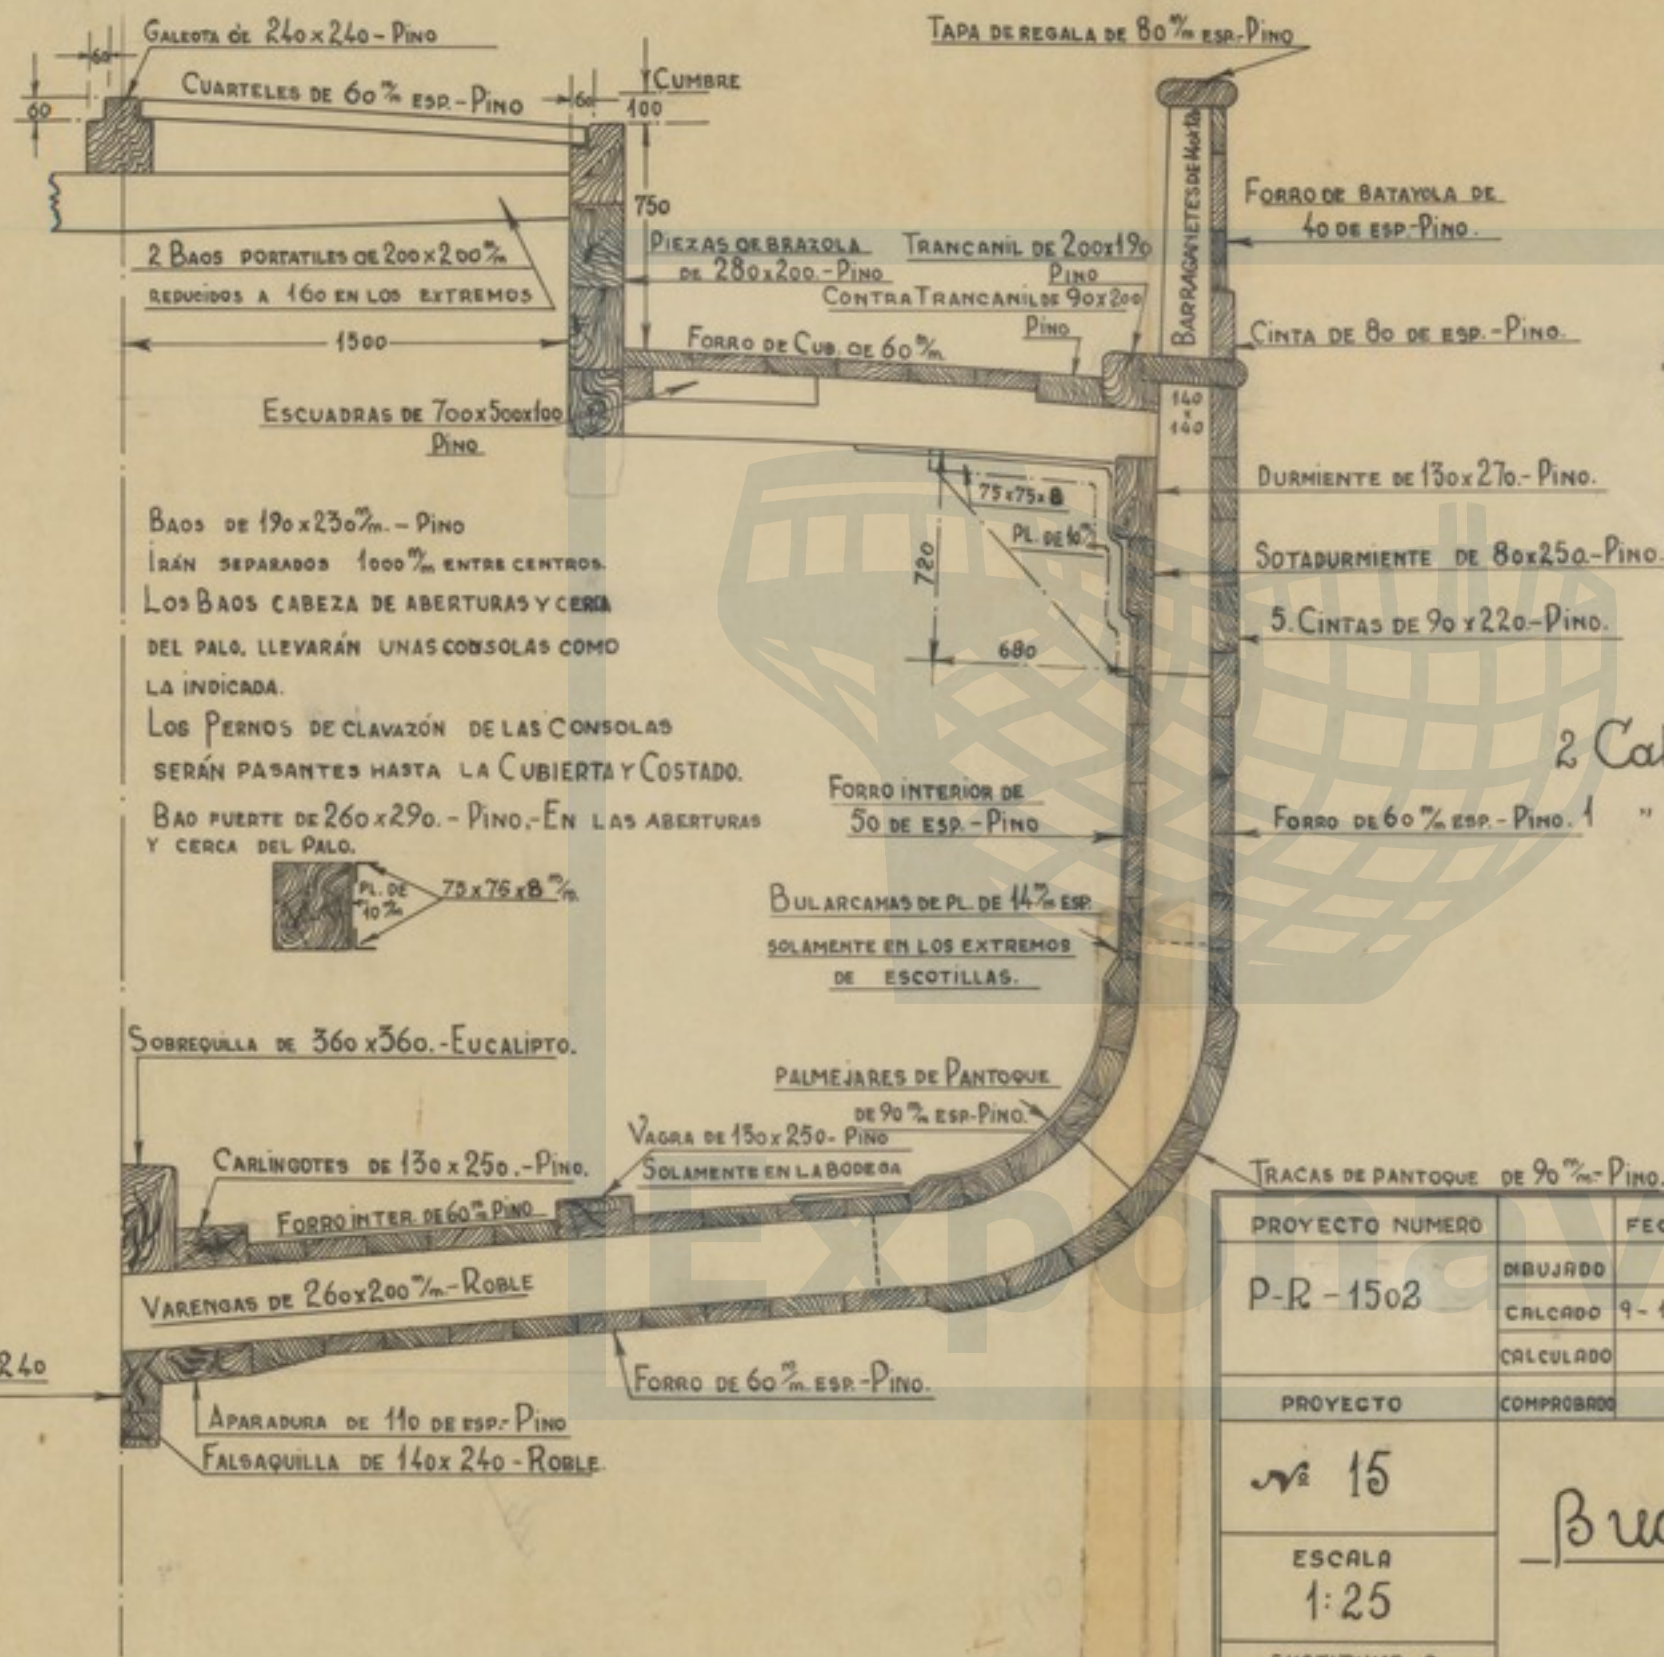 GALEOTA DE 240x240-PINO
TAPA DE REGALA DE 80 m/m ESP.-PINO
60
CUARTELES DE 60 m/m ESP.-PINO
60
CUMBRE
100
60
BARRAGANETES DE
750
FORRO DE BATAYOLA DE
40 DE ESP.-PINO.
2 BAOS PORTATILES DE 200x200 m/m
REDUCIDOS A 160 EN LOS EXTREMOS
PIEZAS DE BRAZOLA
DE 280x200.-PINO
TRANCANIL DE 200x190
PINO
CONTRATRANCANIL DE 90x200
PINO
1500
FORRO DE CUB. DE 60 m/m
CINTA DE 80 DE ESP.-PINO.
ESCUADRAS DE 700x500x100
PINO
140
x
140
DURMIENTE DE 130x270.-PINO.
75x75x8
PL. DE 10 m/m
720
680
SOTADURMIENTE DE 80x250.-PINO.
5. CINTAS DE 90x220.-PINO.
BAOS DE 190x230 m/m.-PINO
IRÁN SEPARADOS 1000 m/m ENTRE CENTROS.
LOS BAOS CABEZA DE ABERTURAS Y CERCA
DEL PALO, LLEVARÁN UNAS CONSOLAS COMO
LA INDICADA.
LOS PERNOS DE CLAVAZÓN DE LAS CONSOLAS
SERÁN PASANTES HASTA LA CUBIERTA Y COSTADO.
BAO FUERTE DE 260x290.-PINO.-EN LAS ABERTURAS
Y CERCA DEL PALO.
PL. DE
10 m/m
75x75x8 m/m.
2 Cal
FORRO INTERIOR DE
50 DE ESP.-PINO
FORRO DE 60 m/m ESP.-PINO. 1 "
BULARCAMAS DE PL. DE 14 m/m ESP.
SOLAMENTE EN LOS EXTREMOS
DE ESCOTILLAS.
SOBREQUILLA DE 360x360.-EUCALIPTO.
PALMEJARES DE PANTOQUE
DE 90 m/m ESP-PINO.
VAGRA DE 130x250-PINO
SOLAMENTE EN LA BODEGA
CARLINGOTES DE 130x250.-PINO.
TRACAS DE PANTOQUE DE 90 m/m.-PINO.
FORRO INTER. DE 60 m/m PINO
VARENGAS DE 260x200 m/m.-ROBLE
240
FORRO DE 60 m/m. ESP.-PINO.
APARADURA DE 110 DE ESP.-PINO
FALSAQUILLA DE 140x240-ROBLE.
PROYECTO NUMERO
FEC
P-R-1502
DIBUJADO
CALCADO 9-1
CALCULADO
PROYECTO
COMPROBADO
Nº 15
Bu
ESCALA
1:25
Exponav